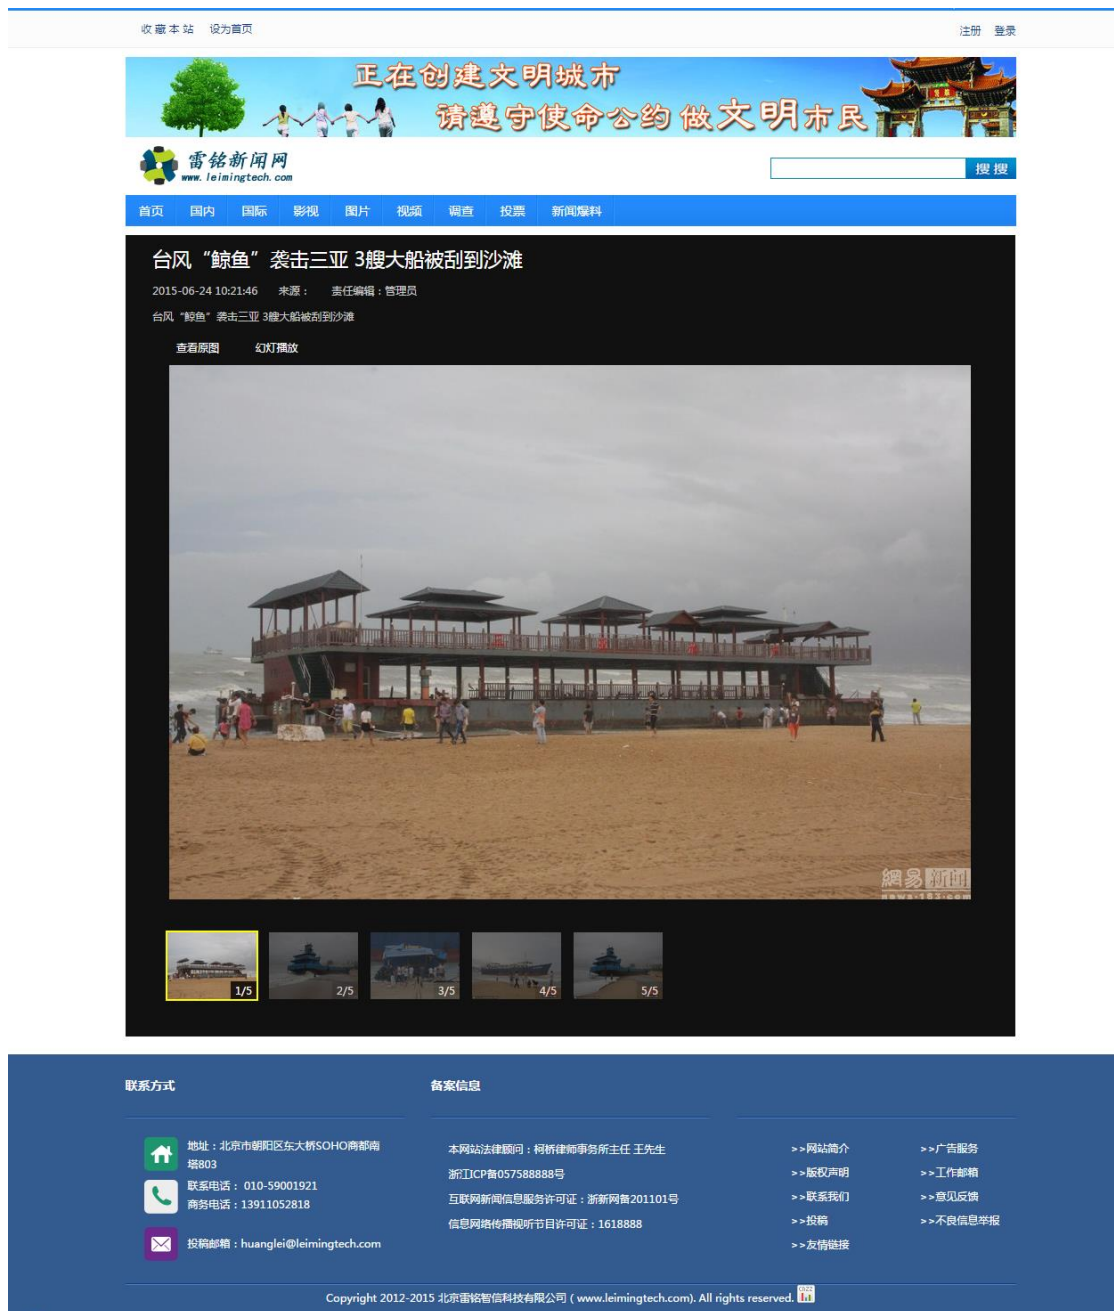 收 藏 本 站 设为首页
注册 登录
正在创建文明城市
请遵守使命公约 做文明市民
雷铭新闻网
www.leimingtech.com
搜 搜
首页 国内 国际 影视 图片 视频 调查 投票 新闻爆料
台风“鲸鱼”袭击三亚 3艘大船被刮到沙滩
2015-06-24 10:21:46 来源： 责任编辑：管理员
台风“鲸鱼”袭击三亚 3艘大船被刮到沙滩
查看原图 幻灯播放
網易新闻
news.163.com
1/5 2/5 3/5 4/5 5/5
联系方式
备案信息
地址：北京市朝阳区东大桥SOHO商都南
塔803
联系电话： 010-59001921
商务电话：13911052818
投稿邮箱：huanglei@leimingtech.com
本网站法律顾问：柯桥律师事务所主任 王先生
浙江ICP备057588888号
互联网新闻信息服务许可证：浙新网备201101号
信息网络传播视听节目许可证：1618888
>>网站简介 >>广告服务
>>版权声明 >>工作邮箱
>>联系我们 >>意见反馈
>>投稿 >>不良信息举报
>>友情链接
Copyright 2012-2015 北京雷铭智信科技有限公司 ( www.leimingtech.com). All rights reserved.